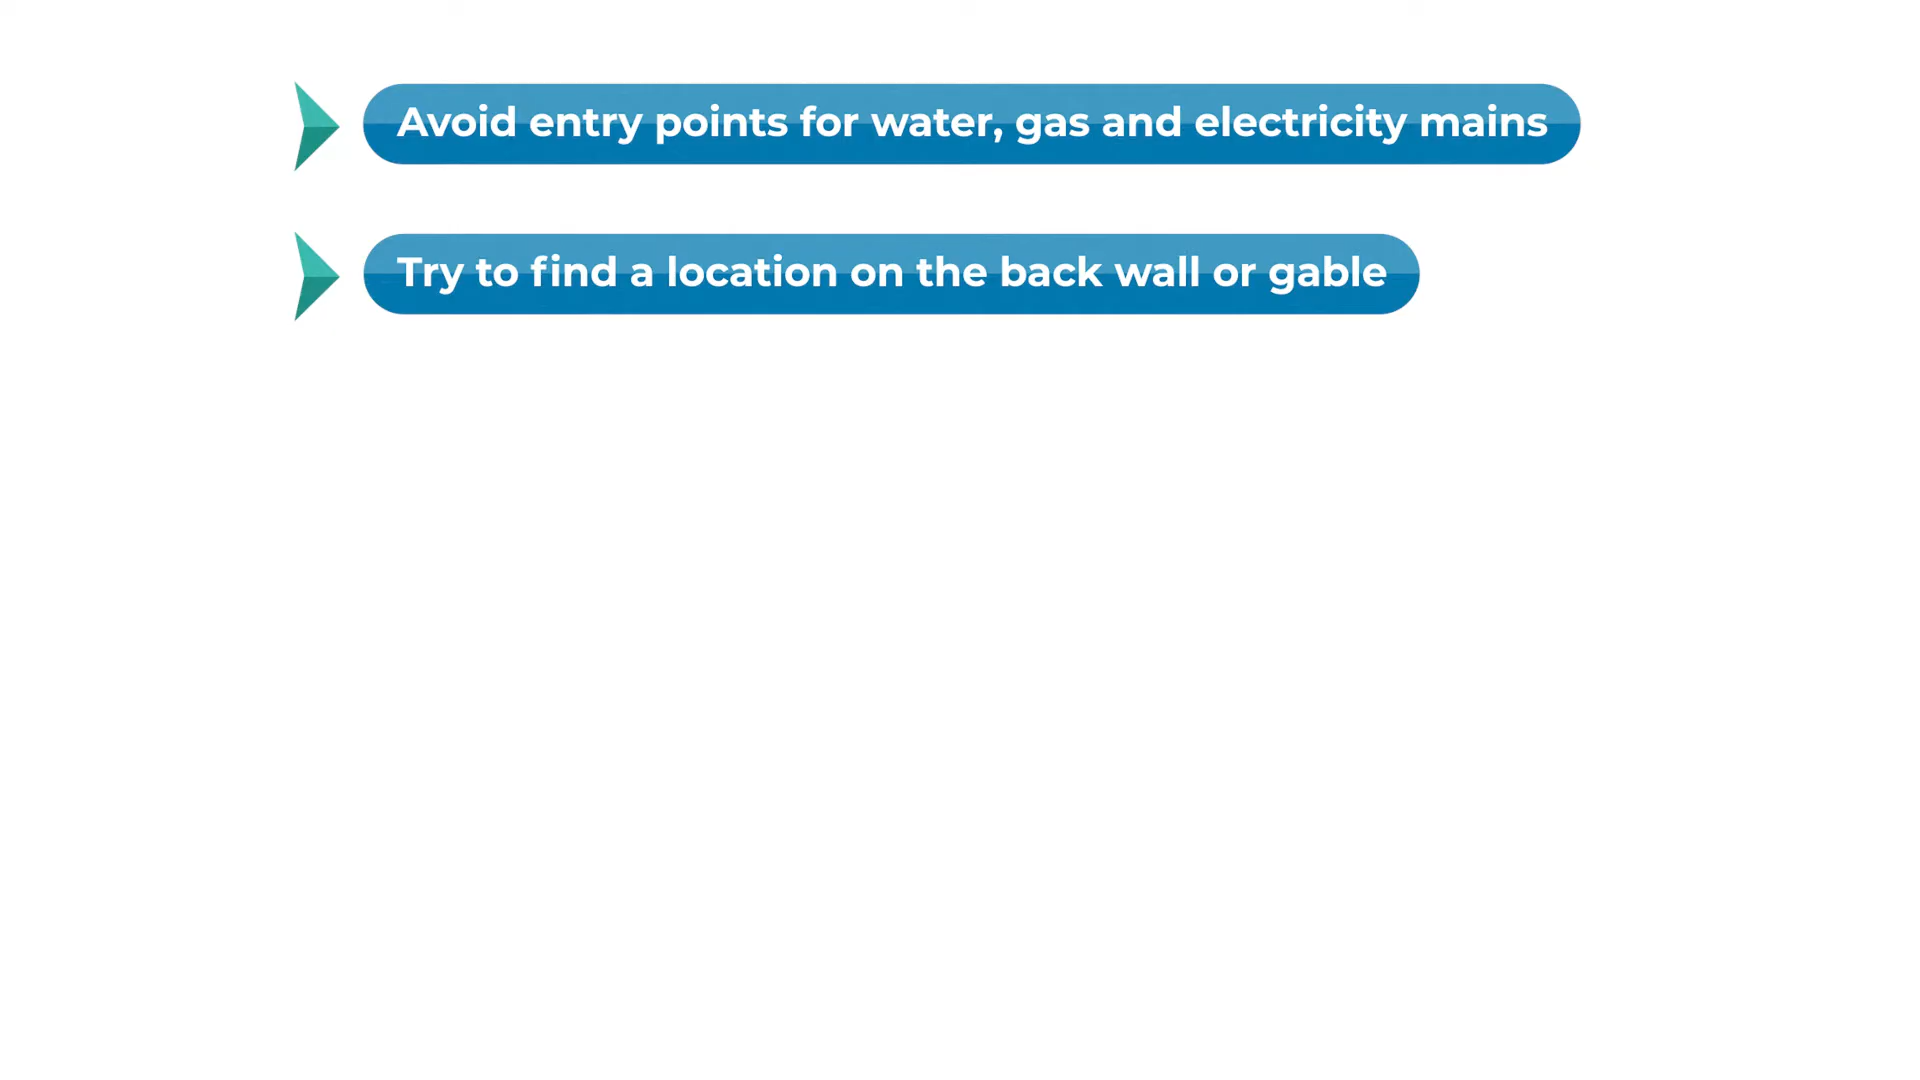 Avoid entry points for water, gas and electricity mains
Try to find a location on the back wall or gable